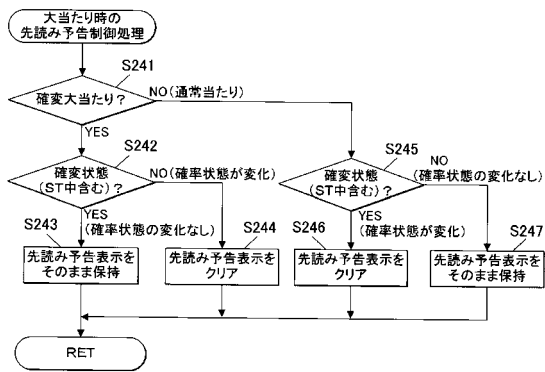 大当たり時の
先読み予告制御処理
S241
確変大当たり?
NO(通常当たり)
YES
S242
確変状態
(ST中含む)?
NO(確率状態が変化)
YES
(確率状態の変化なし)
S243
先読み予告表示を
そのまま保持
S244
先読み予告表示を
クリア
S245
確変状態
(ST中含む)?
NO
(確率状態の変化なし)
YES
(確率状態が変化)
S246
先読み予告表示を
クリア
S247
先読み予告表示を
そのまま保持
RET